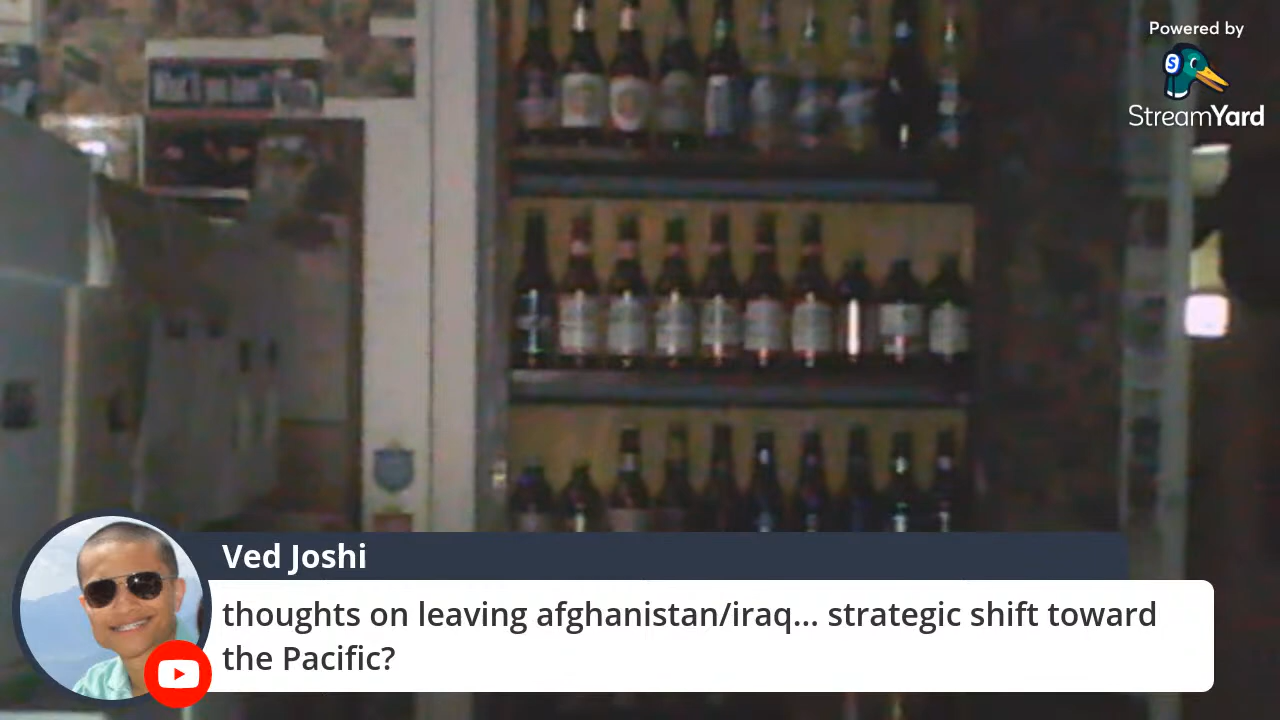 Powered by
StreamYard
Ved Joshi
thoughts on leaving afghanistan/iraq... strategic shift toward
the Pacific?